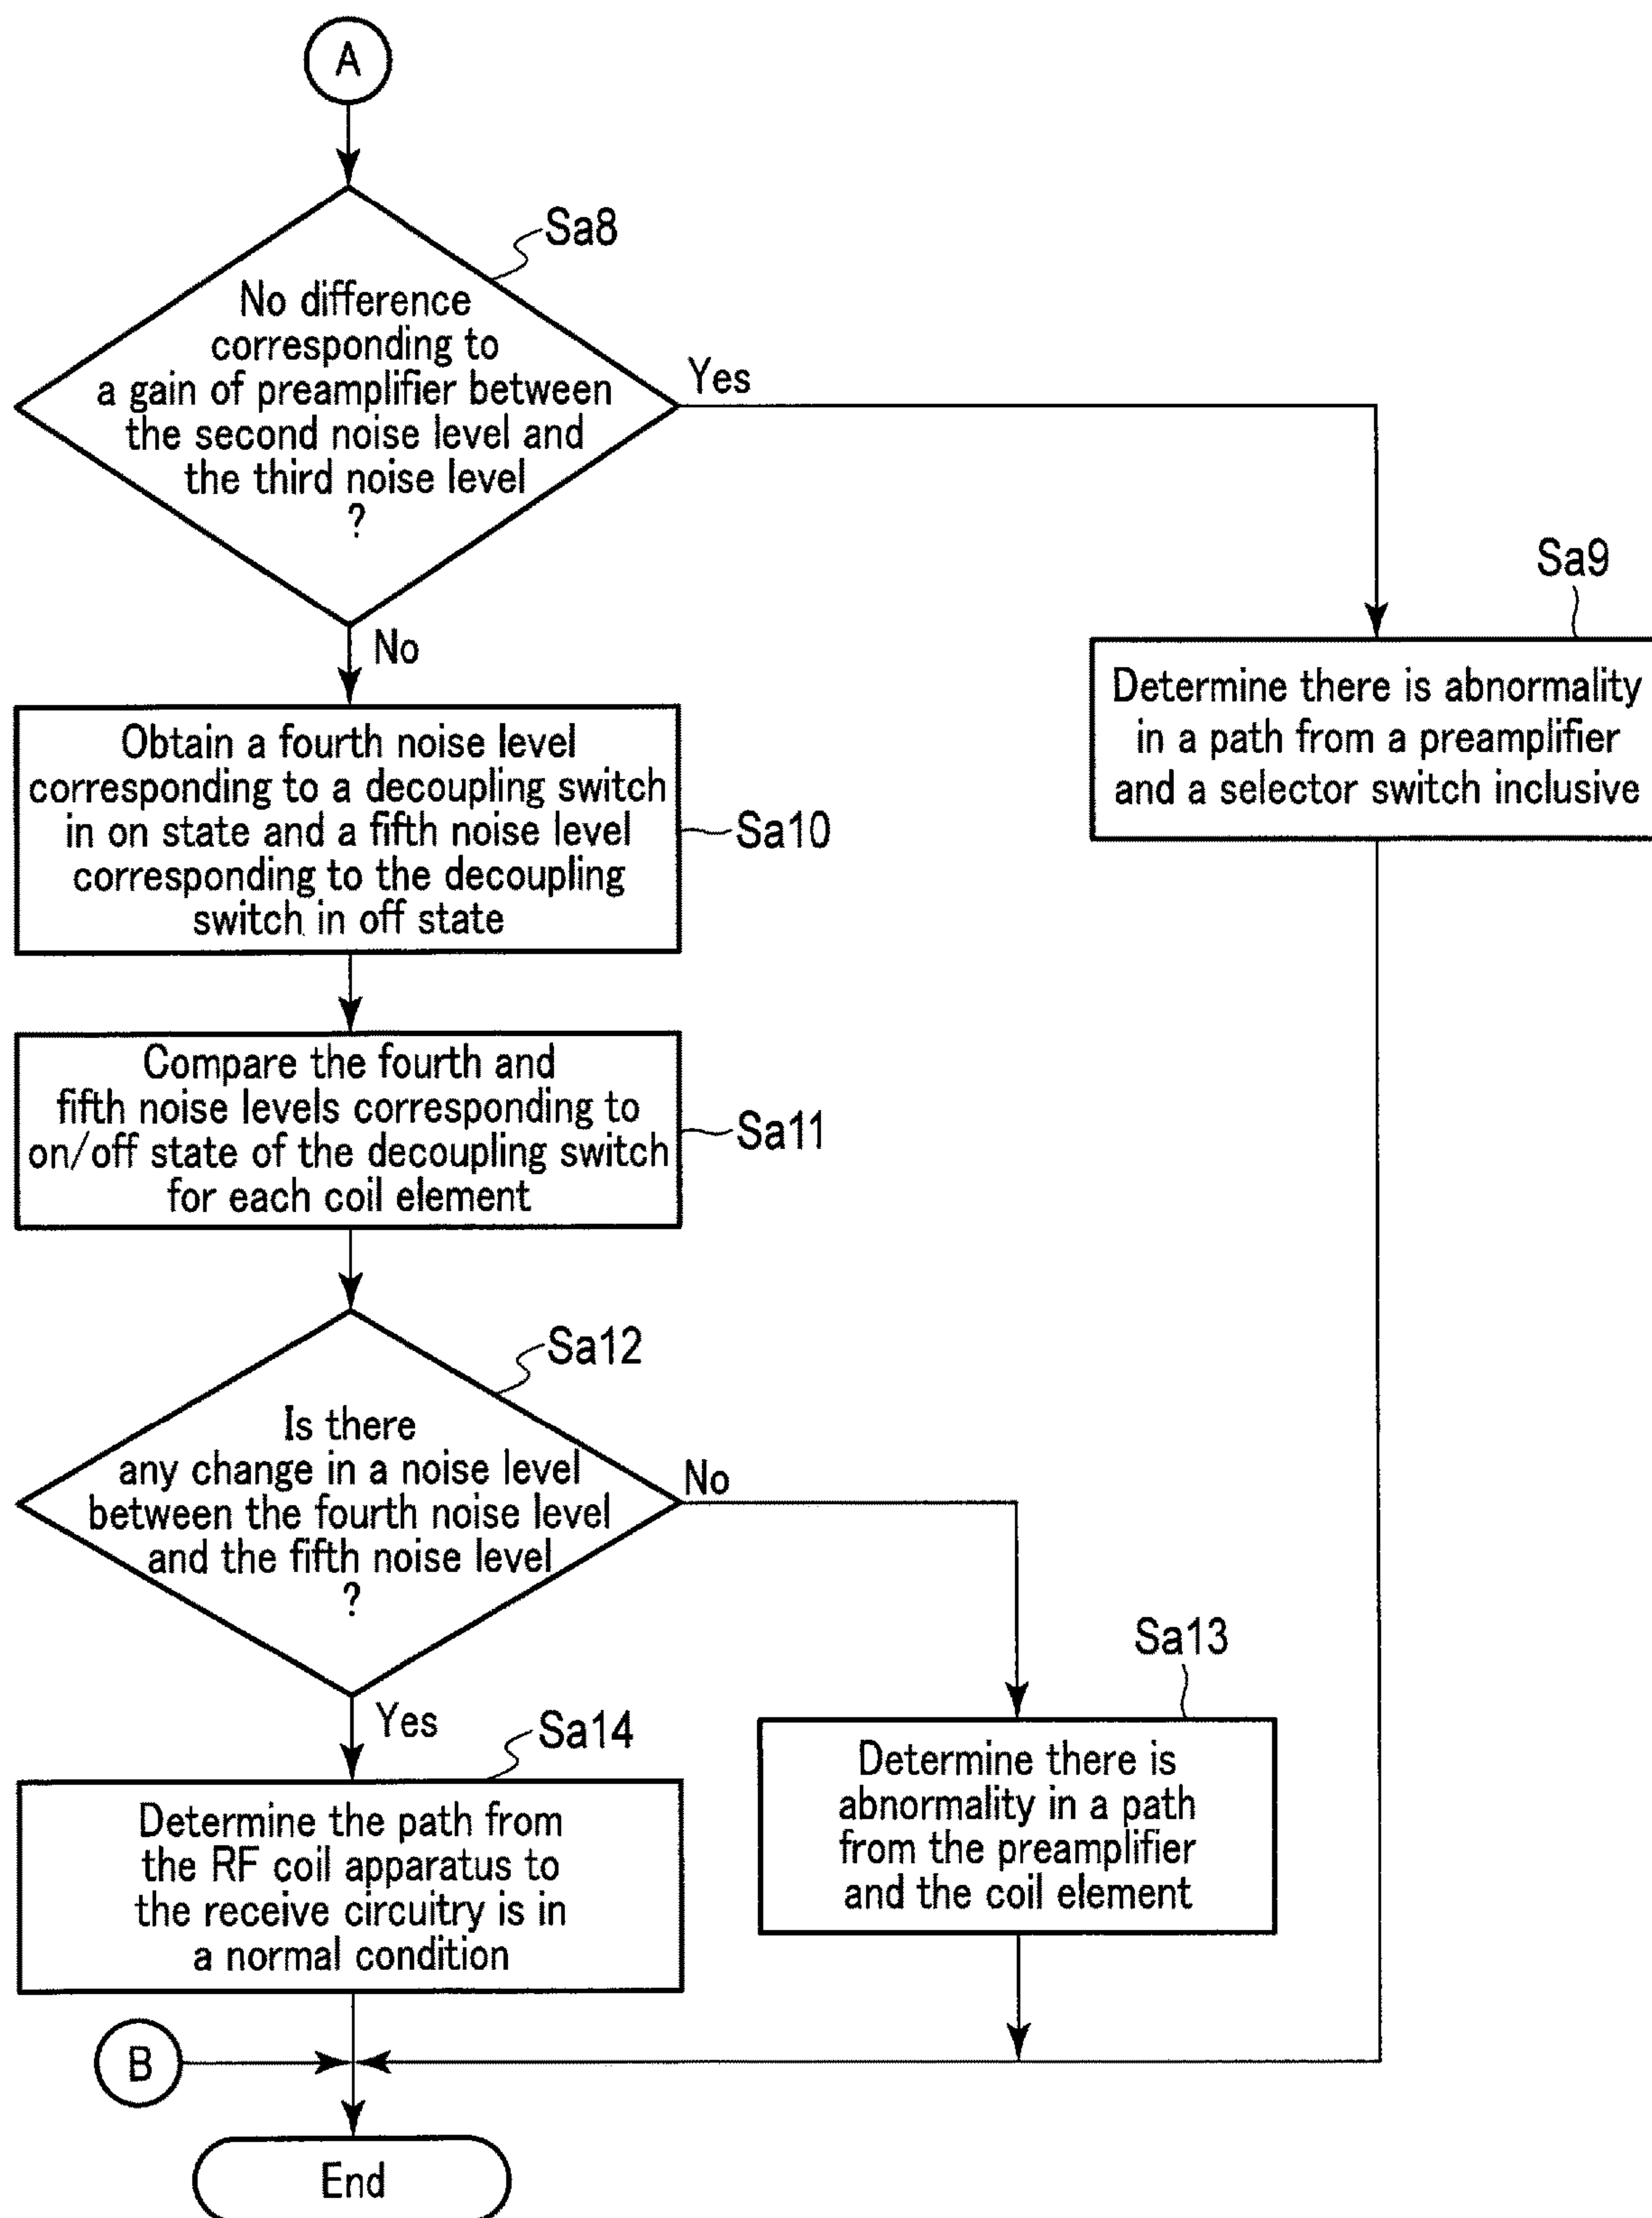 A
Sa8
No difference
corresponding to
a gain of preamplifier between
the second noise level and
the third noise level
?
Yes
No
Sa9
Determine there is abnormality
in a path from a preamplifier
and a selector switch inclusive
Obtain a fourth noise level
corresponding to a decoupling switch
in on state and a fifth noise level
corresponding to the decoupling
switch in off state
Sa10
Compare the fourth and
fifth noise levels corresponding to
on/off state of the decoupling switch
for each coil element
Sa11
Sa12
Is there
any change in a noise level
between the fourth noise level
and the fifth noise level
?
No
Yes
Sa13
Determine there is
abnormality in a path
from the preamplifier
and the coil element
Sa14
Determine the path from
the RF coil apparatus to
the receive circuitry is in
a normal condition
B
End